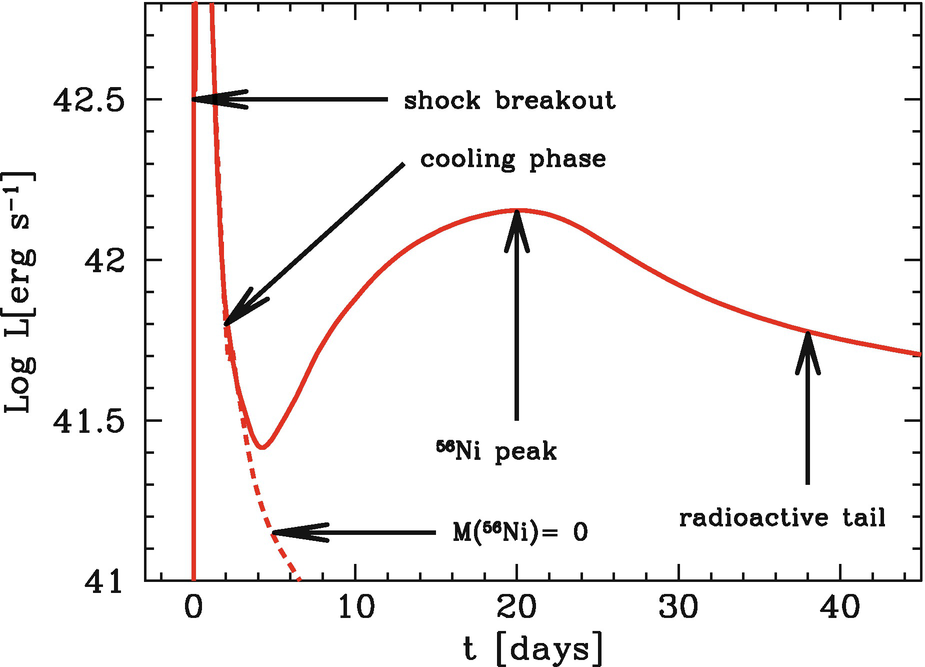 42.5
42
41.5
41
Log L[erg s⁻¹]
shock breakout
cooling phase
⁵⁶Ni peak
radioactive tail
M(⁵⁶Ni)= 0
0 10 20 30 40
t [days]